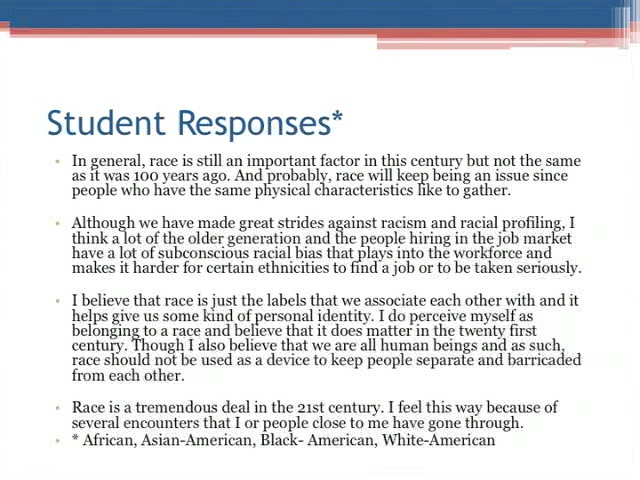 Student Responses*
• In general, race is still an important factor in this century but not the same
as it was 100 years ago. And probably, race will keep being an issue since
people who have the same physical characteristics like to gather.
• Although we have made great strides against racism and racial profiling, I
think a lot of the older generation and the people hiring in the job market
have a lot of subconscious racial bias that plays into the workforce and
makes it harder for certain ethnicities to find a job or to be taken seriously.
• I believe that race is just the labels that we associate each other with and it
helps give us some kind of personal identity. I do perceive myself as
belonging to a race and believe that it does matter in the twenty first
century. Though I also believe that we are all human beings and as such,
race should not be used as a device to keep people separate and barricaded
from each other.
• Race is a tremendous deal in the 21st century. I feel this way because of
several encounters that I or people close to me have gone through.
• * African, Asian-American, Black- American, White-American